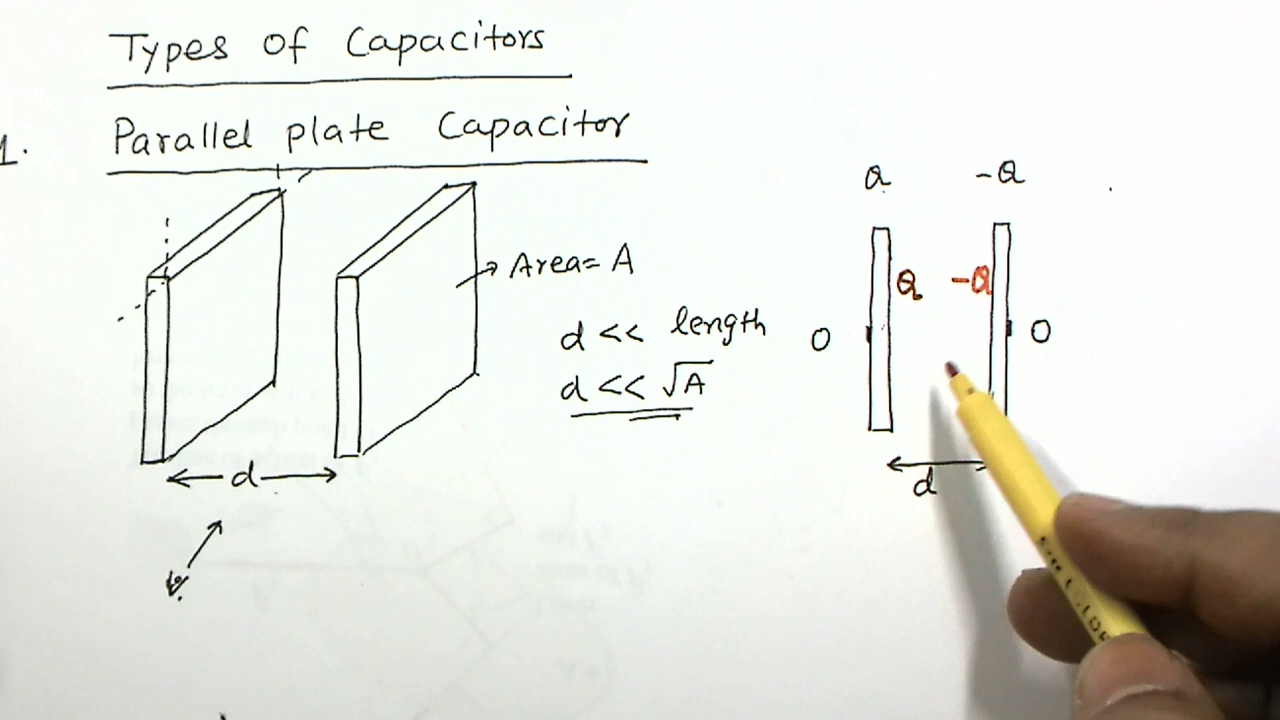 Types of Capacitors
1. Parallel plate Capacitor
Q -Q
Area = A
Q -Q
d << length
0 0
d << √A
d
d